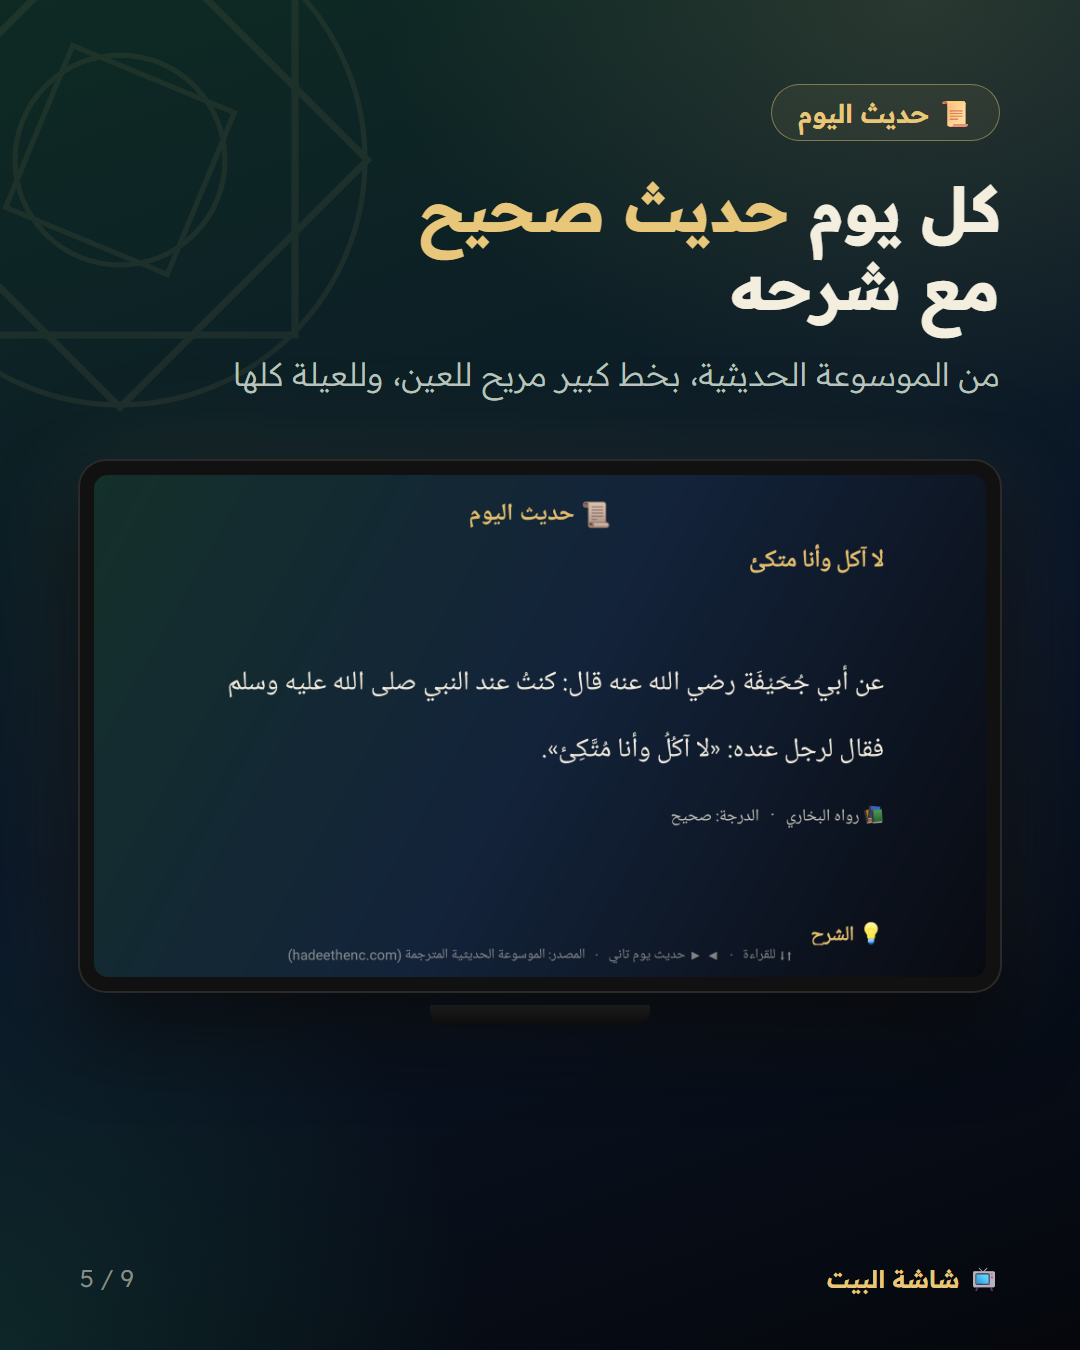 📜 حديث اليوم
كل يوم حديث صحيح
مع شرحه
من الموسوعة الحديثية، بخط كبير مريح للعين، وللعيلة كلها
📜 حديث اليوم
لا آكل وأنا متكئ
عن أبي جُحَيْفَة رضي الله عنه قال: كنتُ عند النبي صلى الله عليه وسلم
فقال لرجل عنده: «لا آكُلُ وأنا مُتَّكِئ».
📚 رواه البخاري · الدرجة: صحيح
💡 الشرح
↑↓ للقراءة · ◀ ▶ حديث يوم تاني · المصدر: الموسوعة الحديثية المترجمة (hadeethenc.com)
📺 شاشة البيت
5 / 9